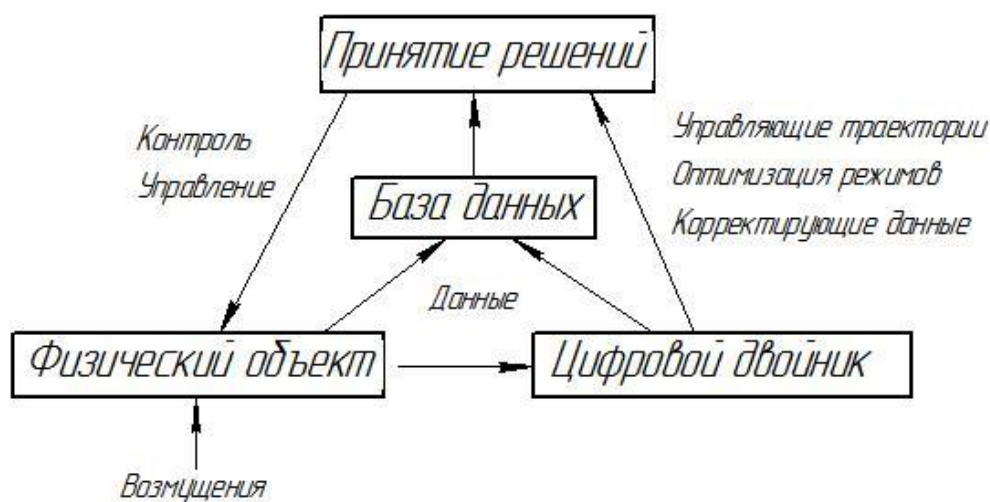 Принятие решений
Контроль
Управление
Управляющие траектории
Оптимизация режимов
Корректирующие данные
База данных
Данные
Физический объект
Цифровой двойник
Возмущения